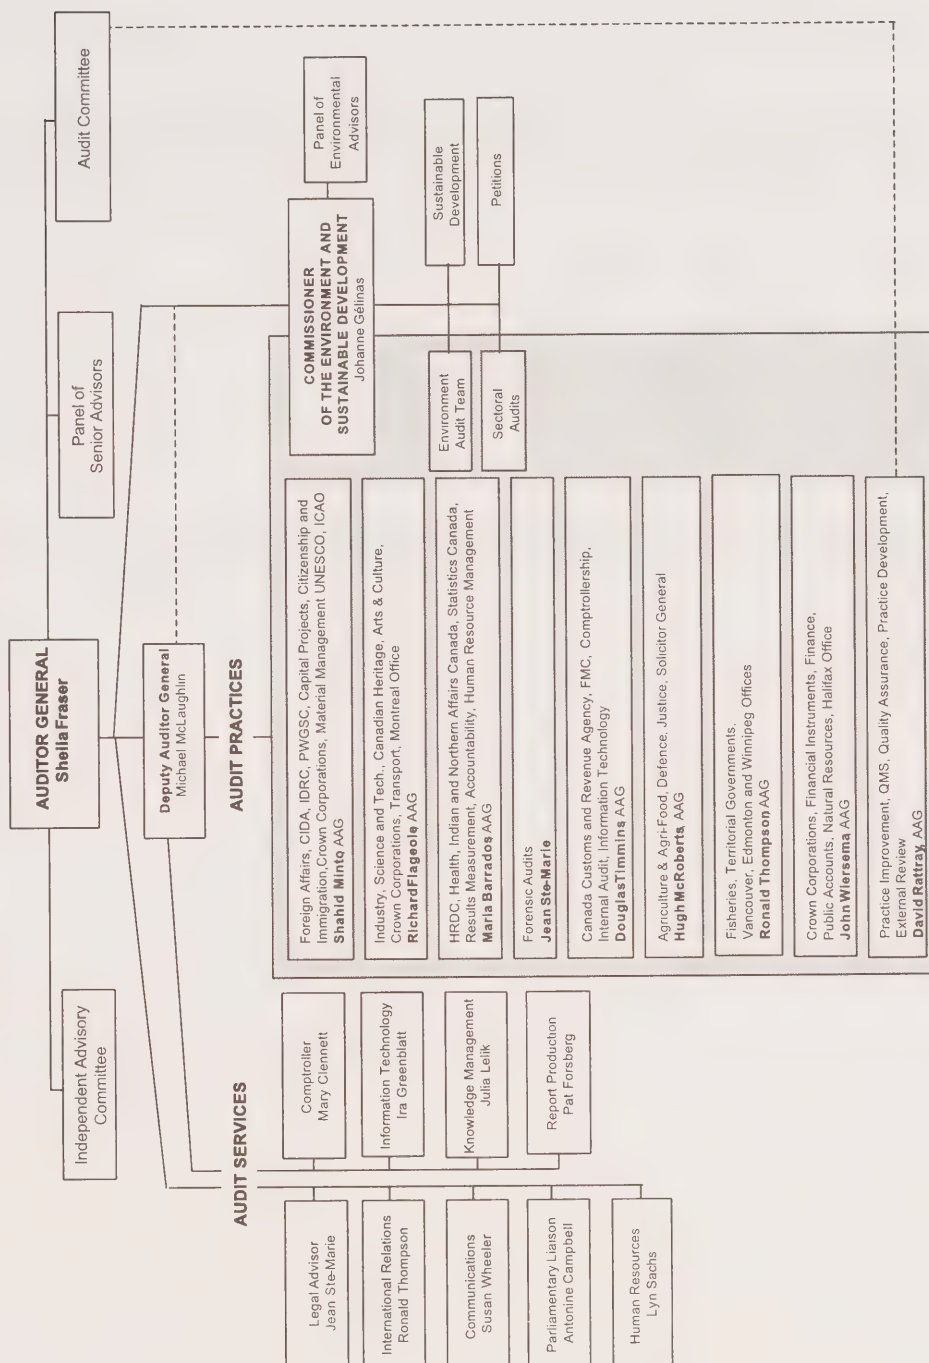 AUDITOR GENERAL
Sheila Fraser
Independent Advisory
Committee
Panel of
Senior Advisors
Audit Committee
Deputy Auditor General
Michael McLaughlin
AUDIT SERVICES
Legal Advisor
Jean Ste-Marie
International Relations
Ronald Thompson
Communications
Susan Wheeler
Parliamentary Liaison
Antonine Campbell
Human Resources
Lyn Sachs
Comptroller
Mary Clennett
Information Technology
Ira Greenblatt
Knowledge Management
Julia Lelik
Report Production
Pat Forsberg
AUDIT PRACTICES
Foreign Affairs, CIDA, IDRC, PWGSC, Capital Projects, Citizenship and
Immigration,Crown Corporations, Material Management UNESCO, ICAO
Shahid Minto AAG
Industry, Science and Tech., Canadian Heritage, Arts & Culture,
Crown Corporations, Transport, Montreal Office
RichardFlageole AAG
HRDC, Health, Indian and Northern Affairs Canada, Statistics Canada,
Results Measurement, Accountability, Human Resource Management
Maria Barrados AAG
Forensic Audits
Jean Ste-Marie
Canada Customs and Revenue Agency, FMC, Comptrollership,
Internal Audit, Information Technology
DouglasTimmins AAG
Agriculture & Agri-Food, Defence, Justice, Solicitor General
Hugh McRoberts, AAG
Fisheries, Territorial Governments.
Vancouver, Edmonton and Winnipeg Offices
Ronald Thompson AAG
Crown Corporations, Financial Instruments, Finance,
Public Accounts, Natural Resources, Halifax Office
John Wiersema, AAG
Practice Improvement, QMS, Quality Assurance, Practice Development,
External Review
David Rattray, AAG
COMMISSIONER
OF THE ENVIRONMENT AND
SUSTAINABLE DEVELOPMENT
Johanne Gélinas
Panel of
Environmental
Advisors
Environment
Audit Team
Sectoral
Audits
Sustainable
Development
Petitions